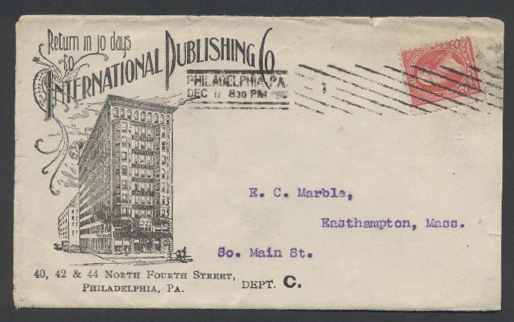 Return in 10 days
to
INTERNATIONAL PUBLISHING CO.
PHILADELPHIA, PA.
DEC 11 830 PM
1
E. C. Marble,
Easthampton, Mass.
So. Main St.
40, 42 & 44 NORTH FOURTH STREET,
PHILADELPHIA, PA.
DEPT. C.